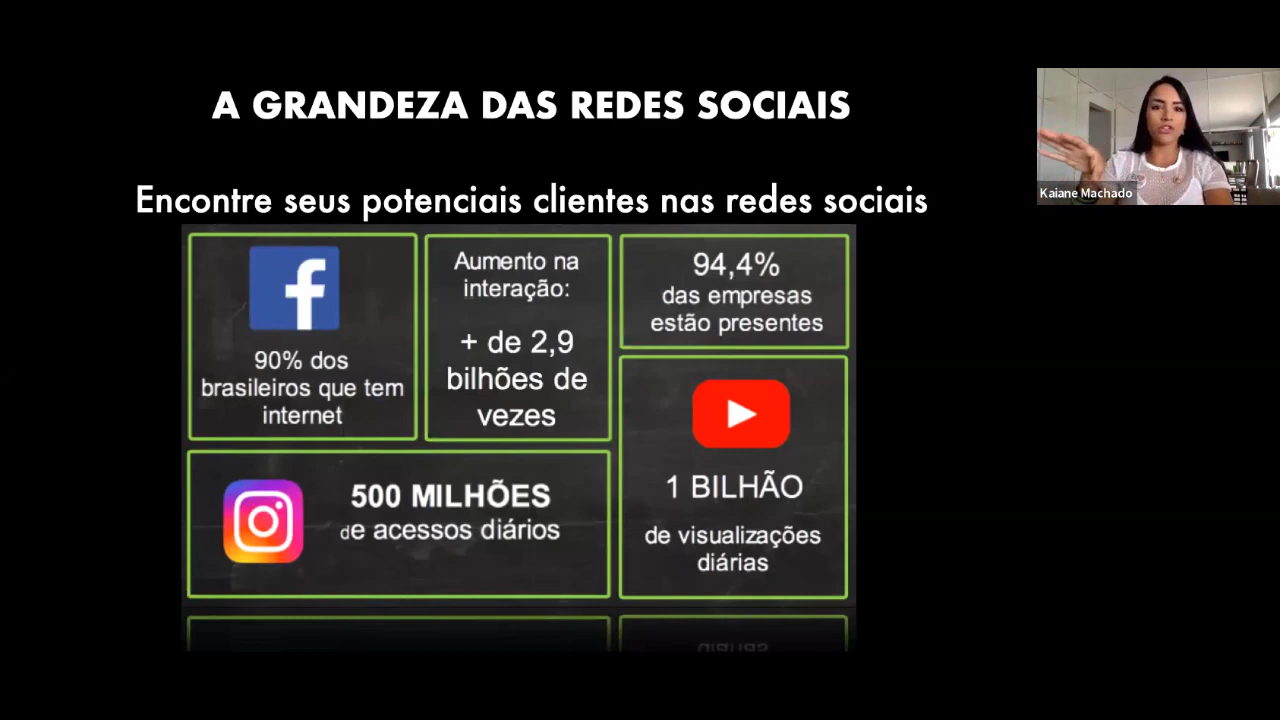 A GRANDEZA DAS REDES SOCIAIS
Encontre seus potenciais clientes nas redes sociais
90% dos
brasileiros que tem
internet
Aumento na
interação:
+ de 2,9
bilhões de
vezes
94,4%
das empresas
estão presentes
500 MILHÕES
de acessos diários
1 BILHÃO
de visualizações
diárias
Kaiane Machado